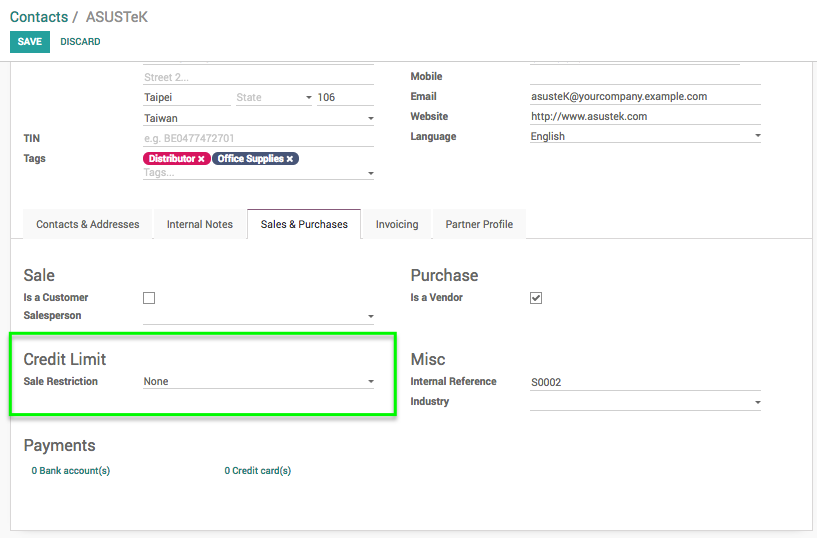 Contacts / ASUSTeK
SAVE DISCARD
Street 2...
Mobile
Taipei State 106
Email asusteK@yourcompany.example.com
Taiwan
Website http://www.asustek.com
TIN e.g. BE0477472701
Language English
Tags Distributor × Office Supplies ×
Tags...
Contacts & Addresses Internal Notes Sales & Purchases Invoicing Partner Profile
Sale Purchase
Is a Customer Is a Vendor
Salesperson
Credit Limit Misc
Sale Restriction None Internal Reference S0002
Industry
Payments
0 Bank account(s) 0 Credit card(s)